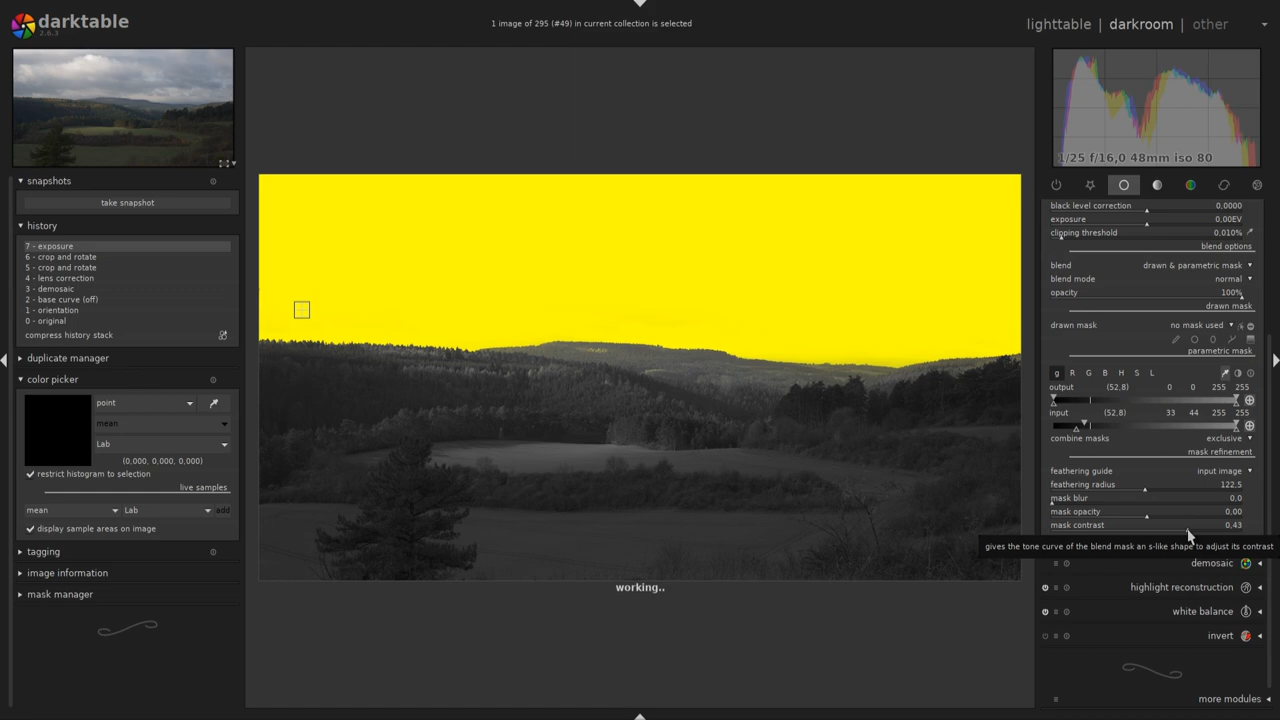 darktable
2.6.3
1 image of 295 (#49) in current collection is selected
lighttable | darkroom | other
snapshots
take snapshot
history
7 - exposure
6 - crop and rotate
5 - crop and rotate
4 - lens correction
3 - demosaic
2 - base curve (off)
1 - orientation
0 - original
compress history stack
duplicate manager
color picker
point
mean
Lab
(0,000, 0,000, 0,000)
restrict histogram to selection
live samples
mean Lab add
display sample areas on image
tagging
image information
mask manager
working..
1/25 f/16,0 48mm iso 80
black level correction 0,0000
exposure 0,00EV
clipping threshold 0,010%
blend options
blend drawn & parametric mask
blend mode normal
opacity 100%
drawn mask
drawn mask no mask used
parametric mask
g R G B H S L
output (52,8) 0 0 255 255
input (52.8) 33 44 255 255
combine masks exclusive
mask refinement
feathering guide input image
feathering radius 122,5
mask blur 0,0
mask opacity 0,00
mask contrast 0,43
gives the tone curve of the blend mask an s-like shape to adjust its contrast
demosaic
highlight reconstruction
white balance
invert
more modules